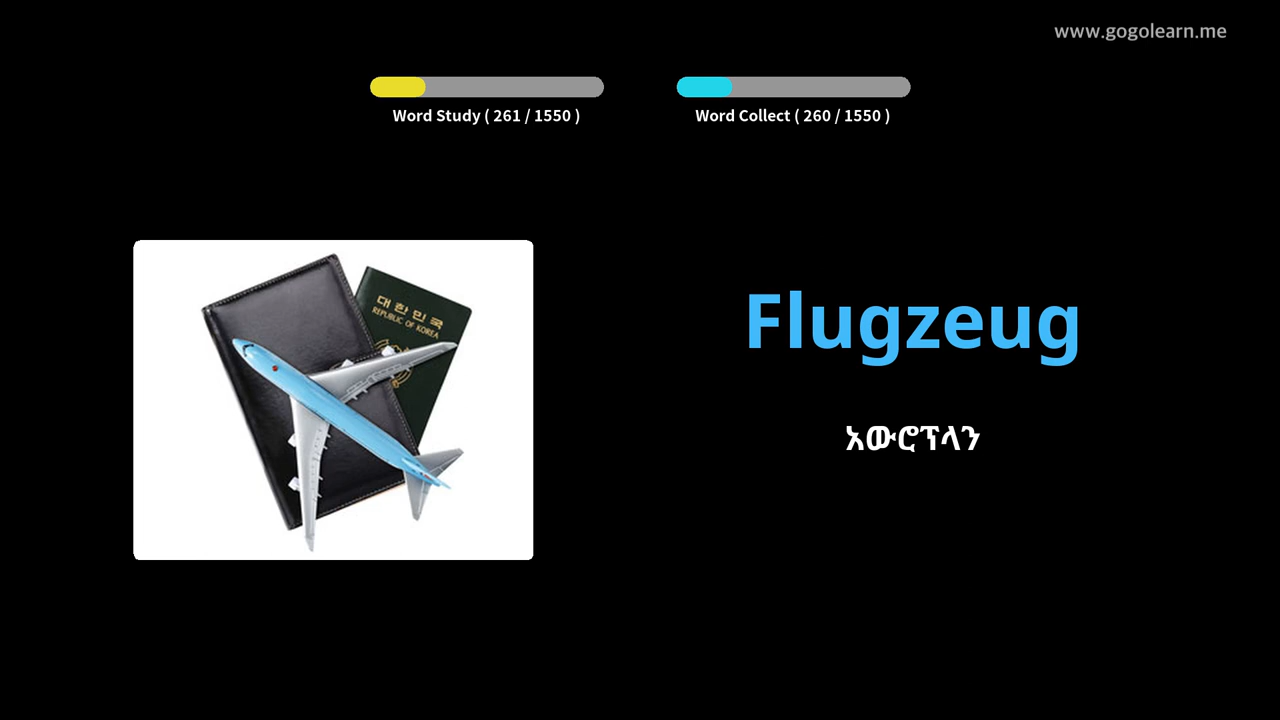 www.gogolearn.me
Word Study ( 261 / 1550 )
Word Collect ( 260 / 1550 )
대한민국
REPUBLIC OF KOREA
Flugzeug
አውሮፕላን